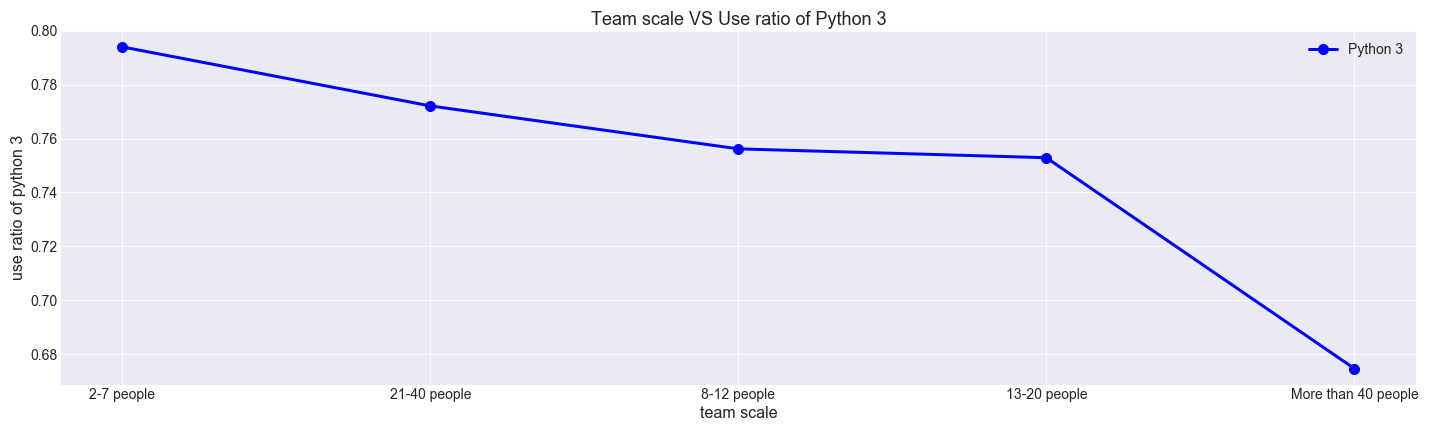 Team scale VS Use ratio of Python 3
Python 3
use ratio of python 3
0.80
0.78
0.76
0.74
0.72
0.70
0.68
2-7 people
21-40 people
8-12 people
13-20 people
More than 40 people
team scale